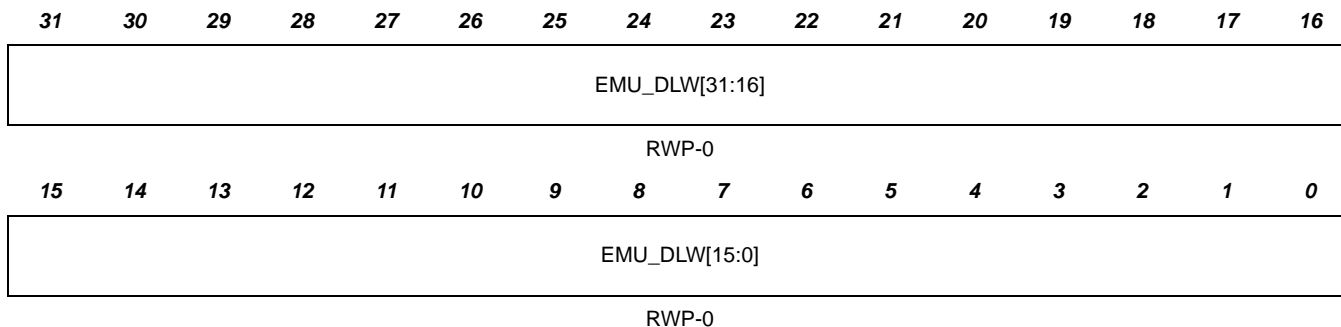 31 30 29 28 27 26 25 24 23 22 21 20 19 18 17 16
EMU_DLW[31:16]
RWP-0
15 14 13 12 11 10 9 8 7 6 5 4 3 2 1 0
EMU_DLW[15:0]
RWP-0